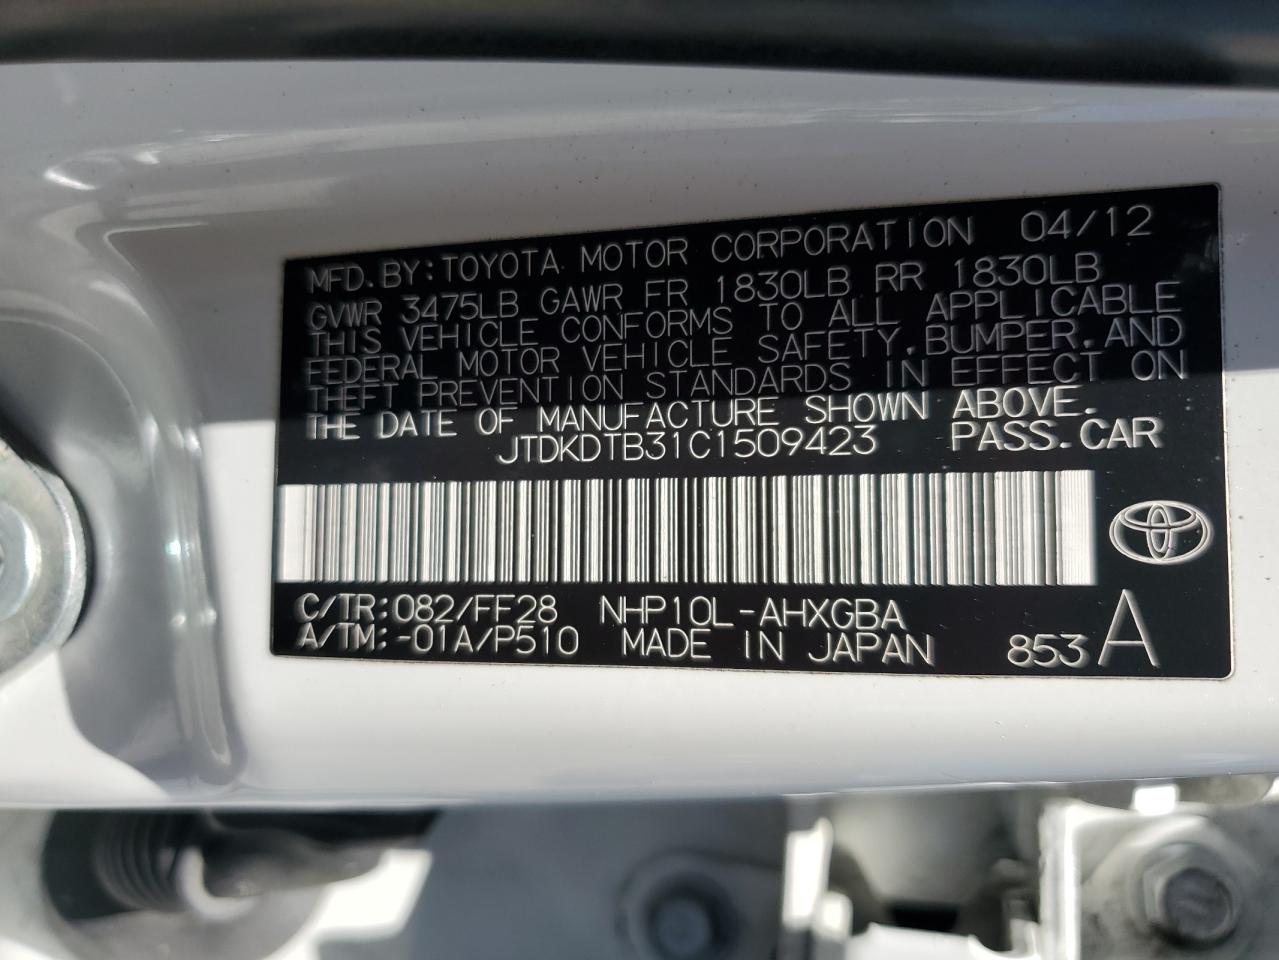 MFD.BY:TOYOTA MOTOR CORPORATION 04/12
GVWR 3475LB GAWR FR 1830LB RR 1830LB
THIS VEHICLE CONFORMS TO ALL APPLICABLE
FEDERAL MOTOR VEHICLE SAFETY,BUMPER,AND
THEFT PREVENTION STANDARDS IN EFFECT ON
THE DATE OF MANUFACTURE SHOWN ABOVE.
JTDKDTB31C1509423 PASS.CAR
C/TR:082/FF28 NHP10L-AHXGBA
A/TM:-01A/P510 MADE IN JAPAN 853 A